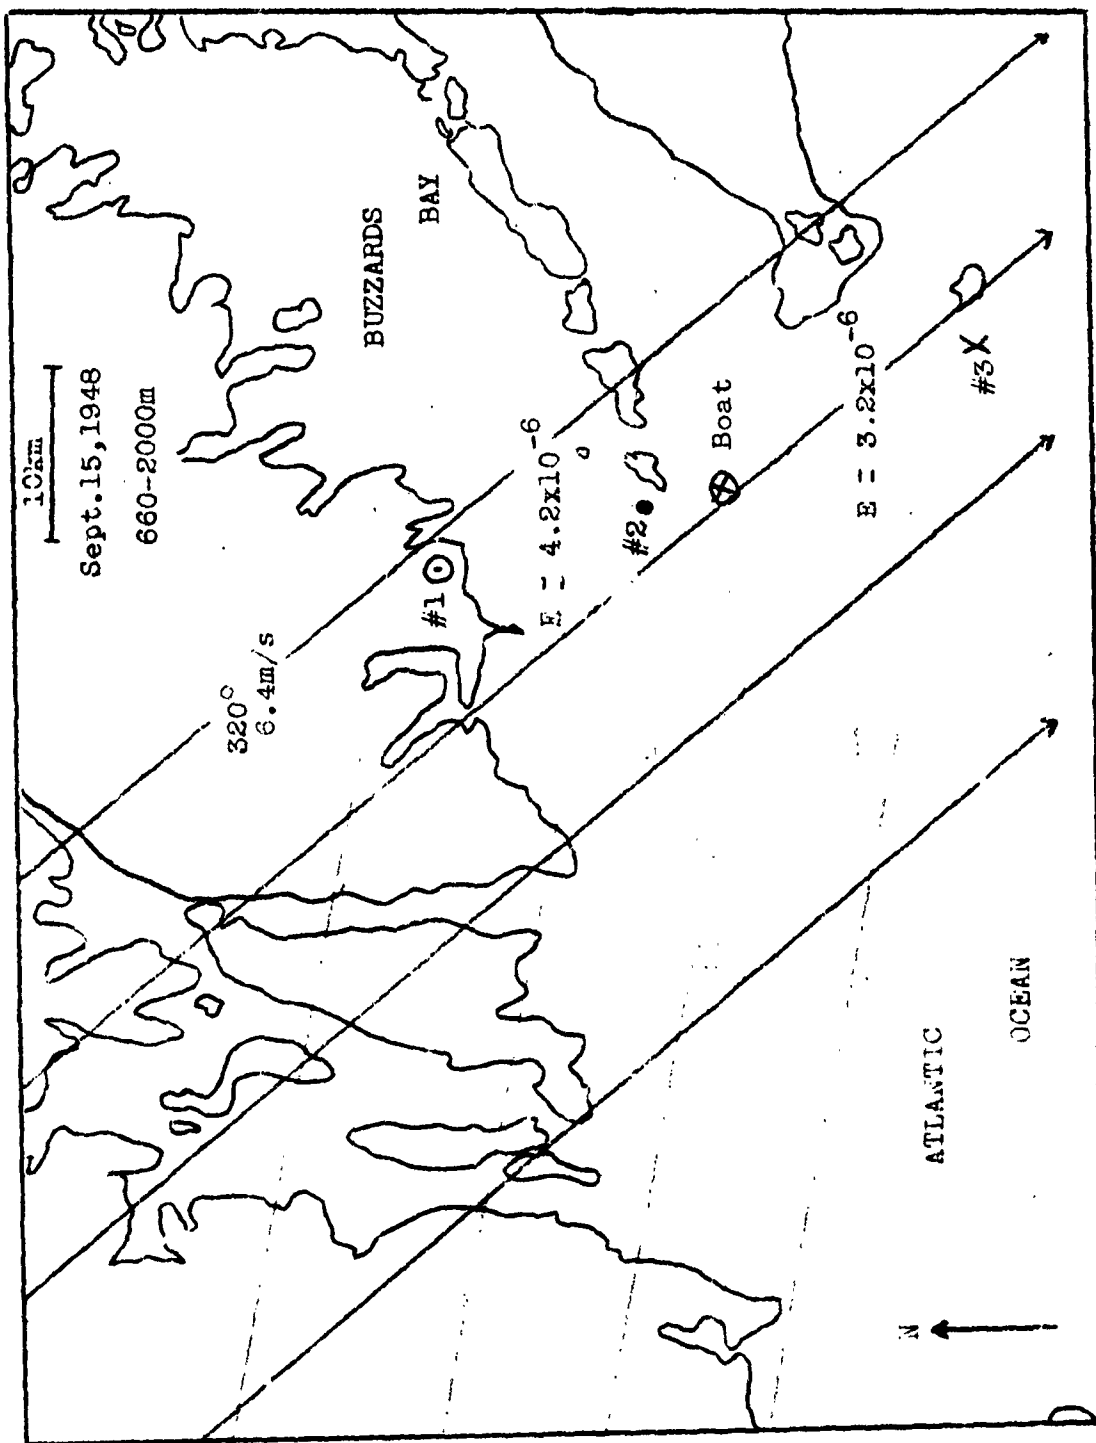 10km
Sept.15,1948
660-2000m
BUZZARDS
BAY
320°
6.4m/s
#1
E = 4.2x10-6
#2
Boat
E = 3.2x10-6
#3
ATLANTIC
OCEAN
N